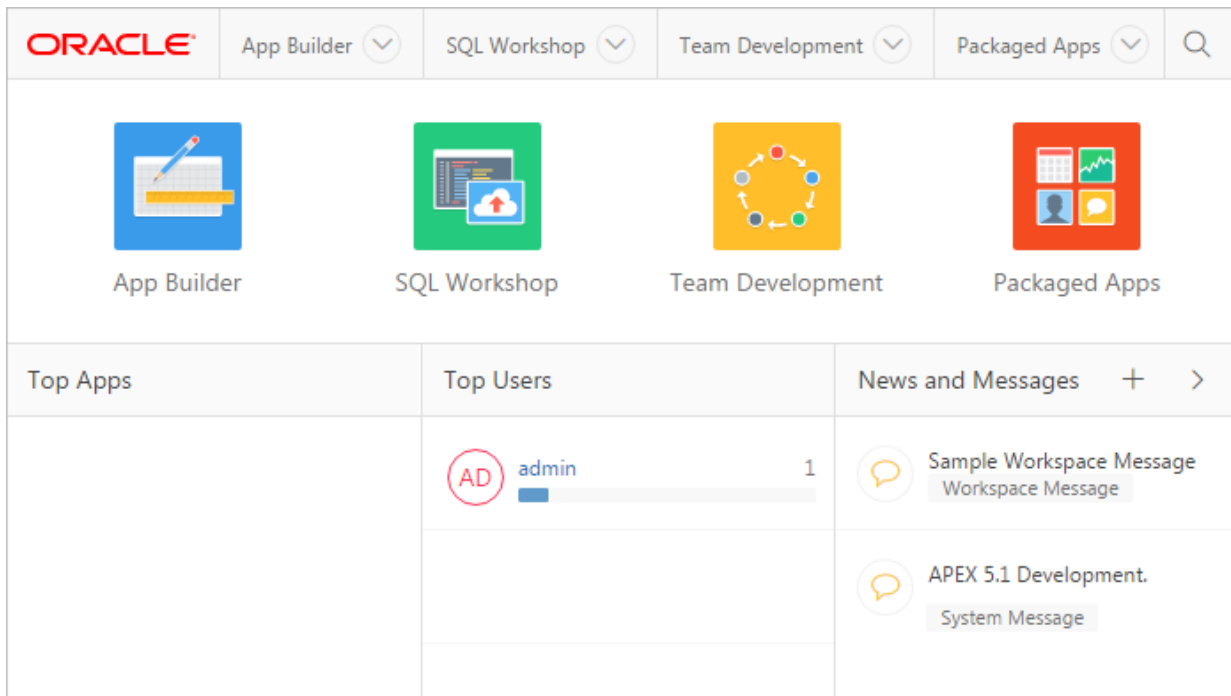 ORACLE App Builder SQL Workshop Team Development Packaged Apps
App Builder SQL Workshop Team Development Packaged Apps
Top Apps Top Users News and Messages
AD admin 1
Sample Workspace Message
Workspace Message
APEX 5.1 Development.
System Message